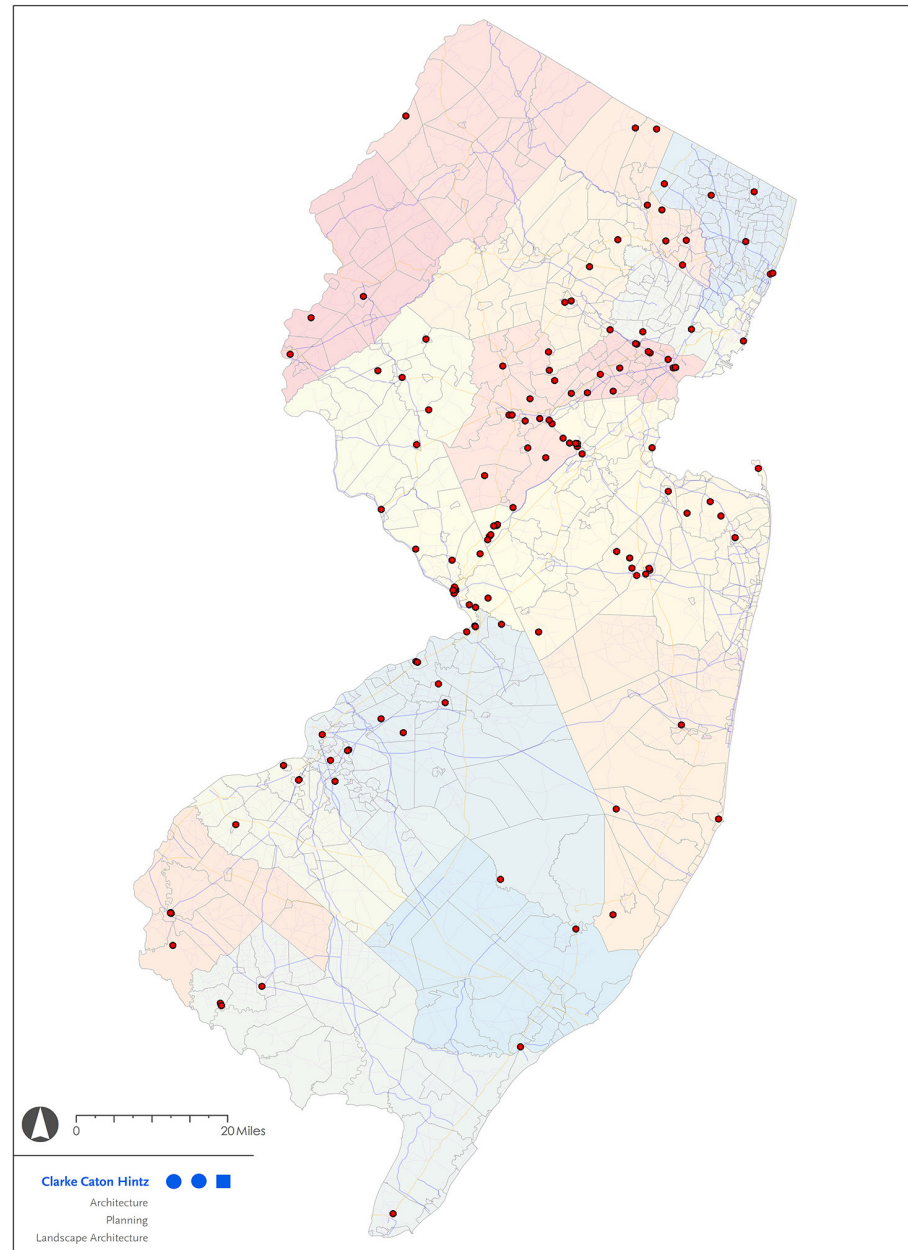 0
20 Miles
Clarke Caton Hintz
Architecture
Planning
Landscape Architecture